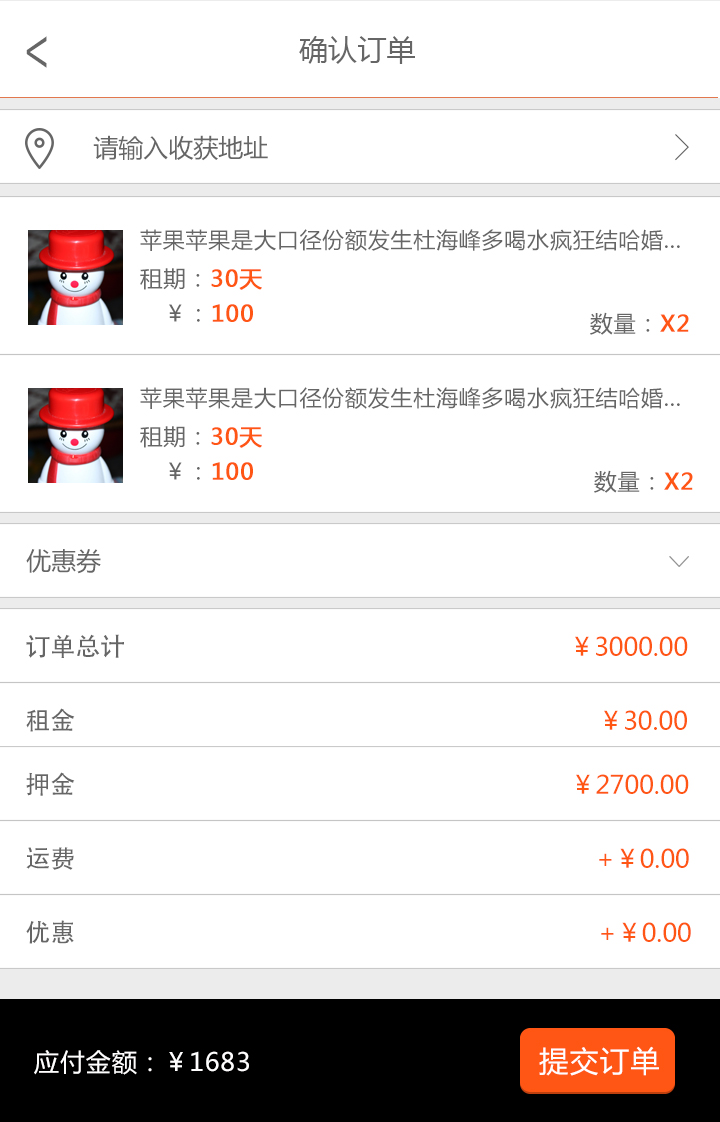 确认订单
请输入收获地址
苹果苹果是大口径份额发生杜海峰多喝水疯狂结哈婚...
租期：30天
¥ ：100
数量：X2
苹果苹果是大口径份额发生杜海峰多喝水疯狂结哈婚...
租期：30天
¥ ：100
数量：X2
优惠券
订单总计 ¥3000.00
租金 ¥30.00
押金 ¥2700.00
运费 + ¥0.00
优惠 + ¥0.00
应付金额：¥1683 提交订单